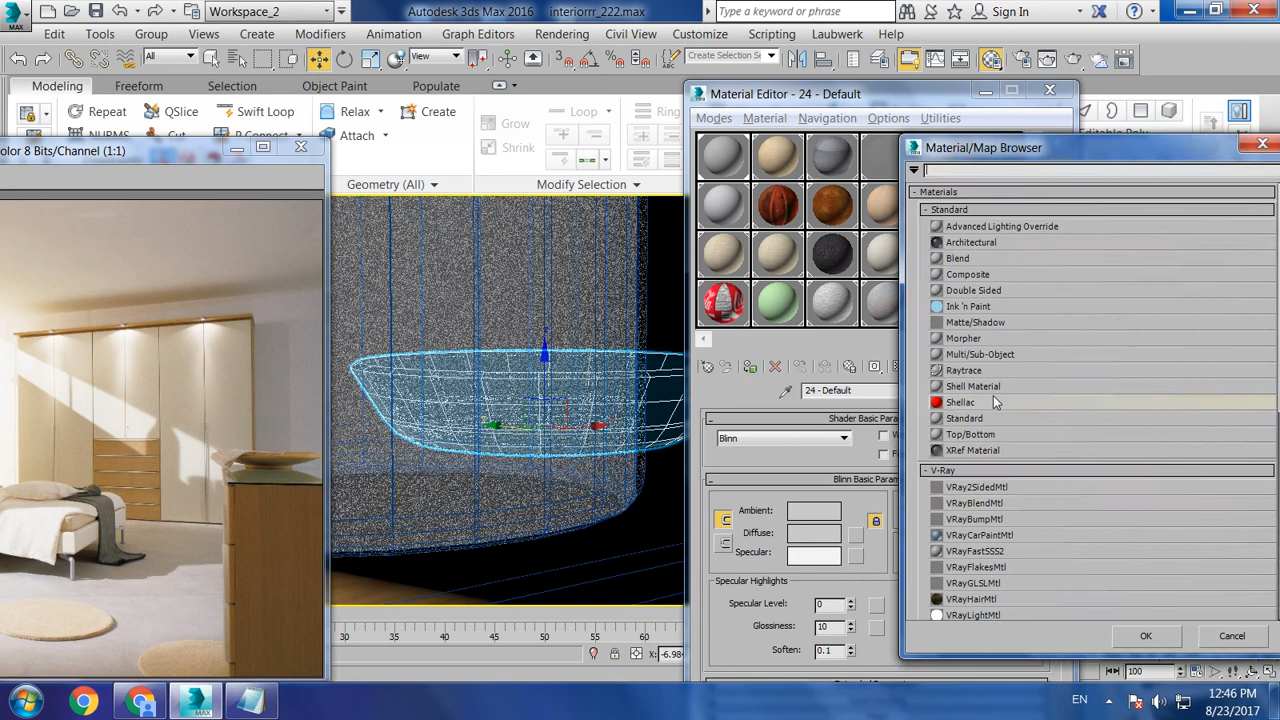 Workspace_2
Autodesk 3ds Max 2016 interiorrr_222.max
Type a keyword or phrase
Sign In
MAX
Edit Tools Group Views Create Modifiers Animation Graph Editors Rendering Civil View Customize Scripting Laubwerk Help
All
View
Create Selection Se
Modeling Freeform Selection Object Paint Populate
Repeat QSlice Swift Loop Relax Create Loop Ring
NURMS Cut P Connect Attach Grow
Shrink
Geometry (All) Modify Selection
olor 8 Bits/Channel (1:1)
Material Editor - 24 - Default
Modes Material Navigation Options Utilities
24 - Default
Shader Basic Para
Blinn
Blinn Basic Param
Ambient:
Diffuse:
Specular:
Specular Highlights
Specular Level: 0
Glossiness: 10
Soften: 0.1
Material/Map Browser
- Materials
- Standard
Advanced Lighting Override
Architectural
Blend
Composite
Double Sided
Ink 'n Paint
Matte/Shadow
Morpher
Multi/Sub-Object
Raytrace
Shell Material
Shellac
Standard
Top/Bottom
XRef Material
- V-Ray
VRay2SidedMtl
VRayBlendMtl
VRayBumpMtl
VRayCarPaintMtl
VRayFastSSS2
VRayFlakesMtl
VRayGLSLMtl
VRayHairMtl
VRayLightMtl
OK Cancel
30 35 40 45 50 55 60
X: -6.98
100
EN
12:46 PM
8/23/2017